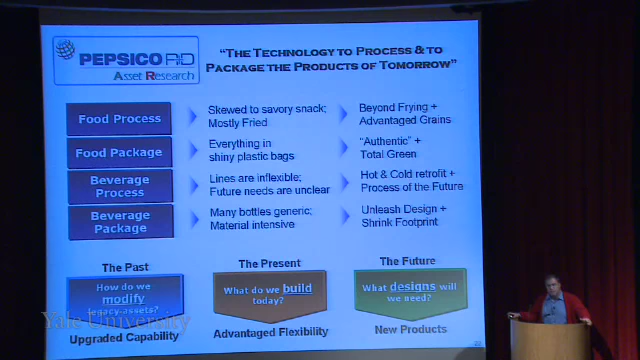 PEPSICO R&D
Asset Research
"THE TECHNOLOGY TO PROCESS & TO
PACKAGE THE PRODUCTS OF TOMORROW"
Food Process
Skewed to savory snack;
Mostly Fried
Beyond Frying +
Advantaged Grains
Food Package
Everything in
shiny plastic bags
"Authentic" +
Total Green
Beverage
Process
Lines are inflexible;
Future needs are unclear
Hot & Cold retrofit +
Process of the Future
Beverage
Package
Many bottles generic;
Material intensive
Unleash Design +
Shrink Footprint
The Past
How do we
modify
legacy-assets?
Upgraded Capability
The Present
What do we build
today?
Advantaged Flexibility
The Future
What designs will
we need?
New Products
Yale University